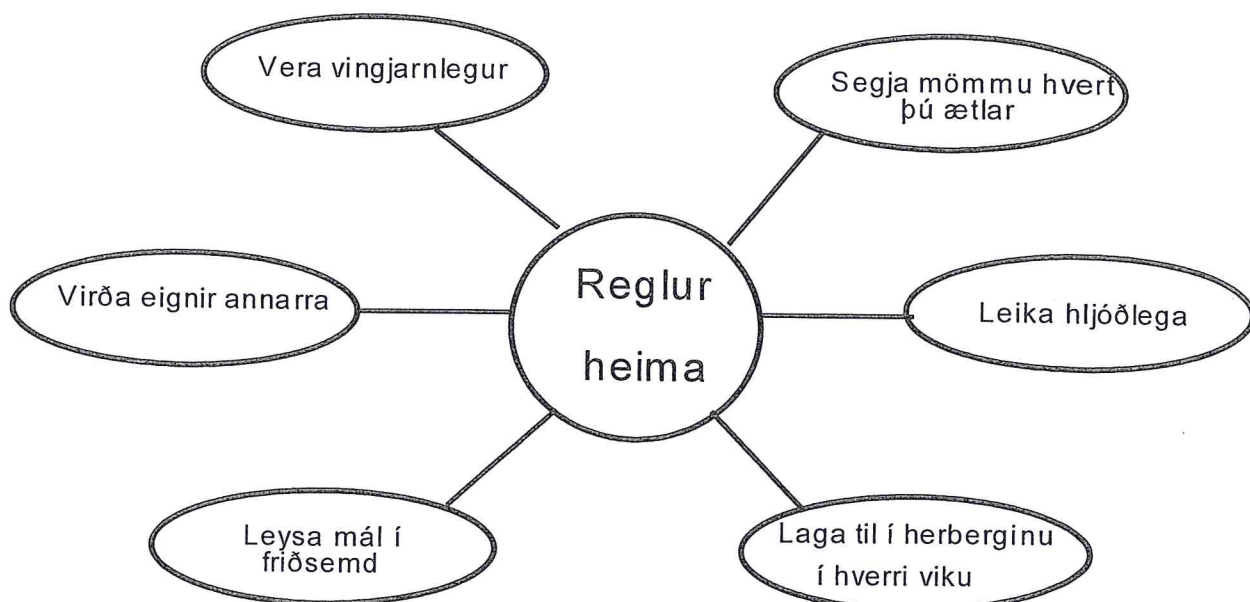 Vera vingjarnlegur
Segja mömmu hvert
þú ætlar
Virða eignir annarra
Reglur
heima
Leika hljóðlega
Leysa mál í
friðsemd
Laga til í herberginu
í hverri viku